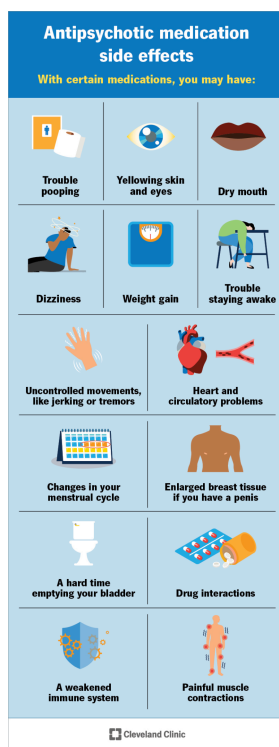 Antipsychotic medication
side effects
With certain medications, you may have:
Trouble
pooping
Yellowing skin
and eyes
Dry mouth
Dizziness
Weight gain
Trouble
staying awake
Uncontrolled movements,
like jerking or tremors
Heart and
circulatory problems
Changes in your
menstrual cycle
Enlarged breast tissue
if you have a penis
A hard time
emptying your bladder
Drug interactions
A weakened
immune system
Painful muscle
contractions
Cleveland Clinic